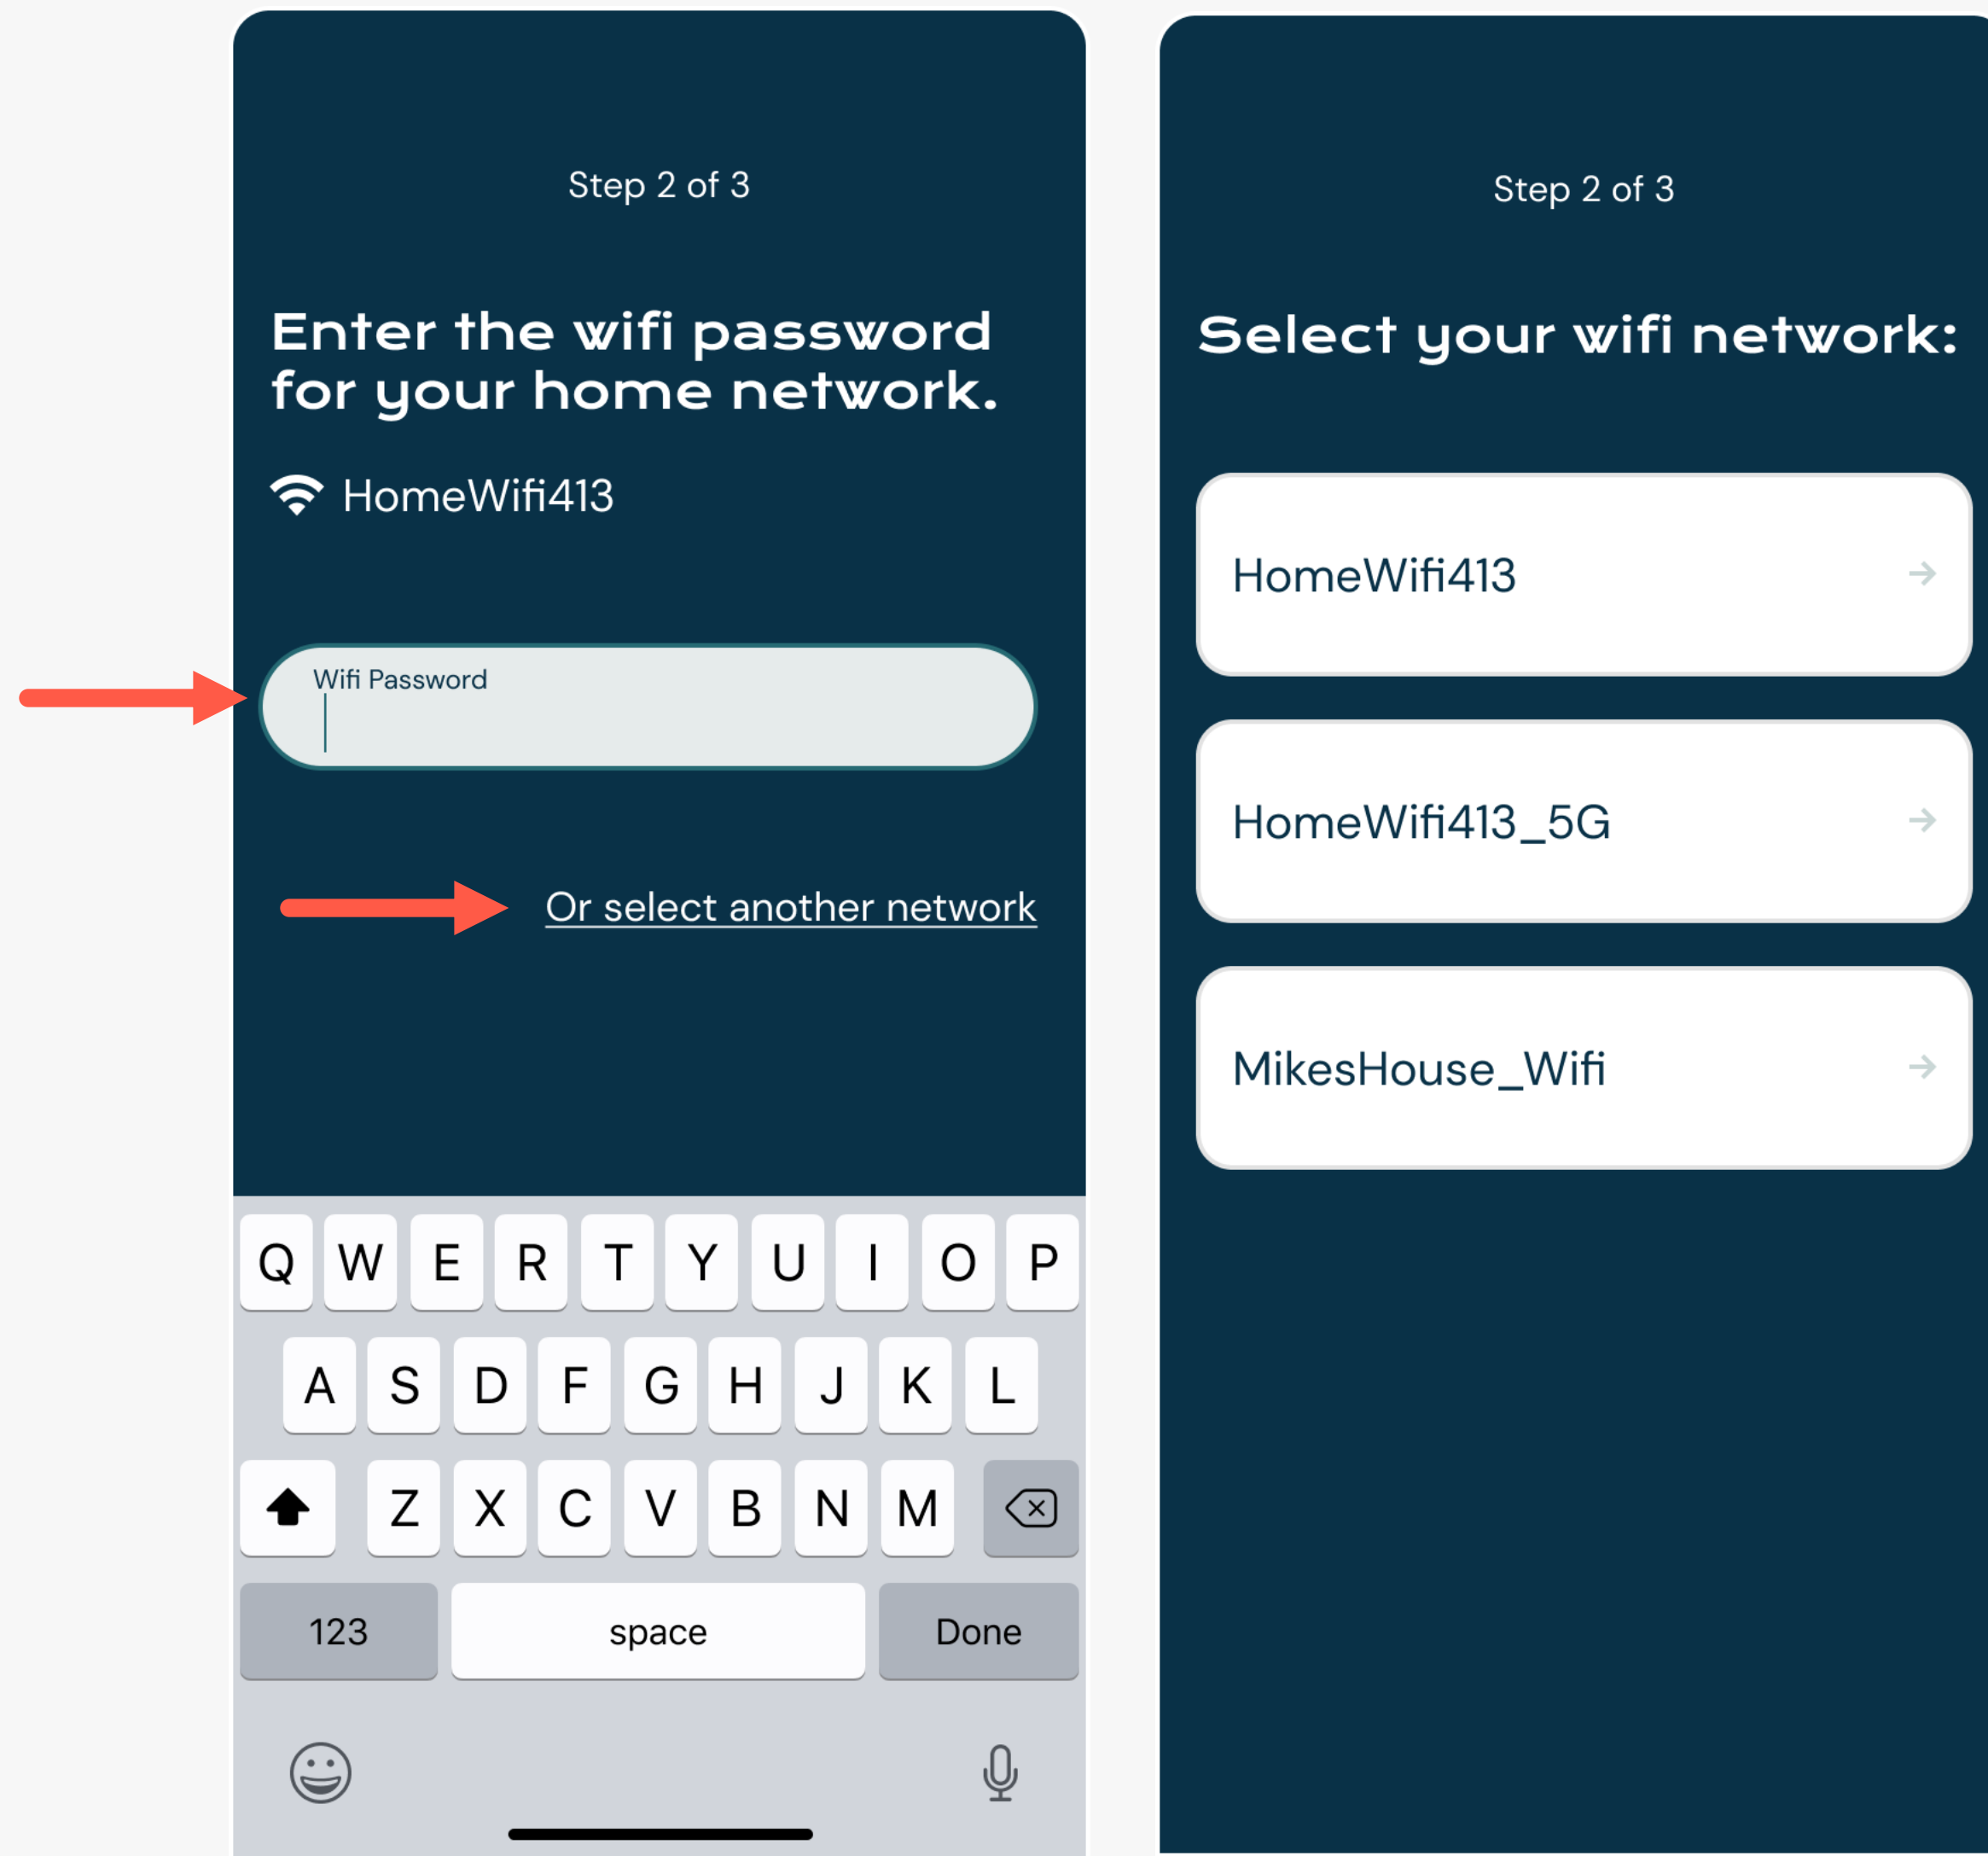 Step 2 of 3
Enter the wifi password
for your home network.
HomeWifi413
Wifi Password
Or select another network
Q W E R T Y U I O P
A S D F G H J K L
Z X C V B N M
123 space Done
Step 2 of 3
Select your wifi network:
HomeWifi413
HomeWifi413_5G
MikesHouse_Wifi